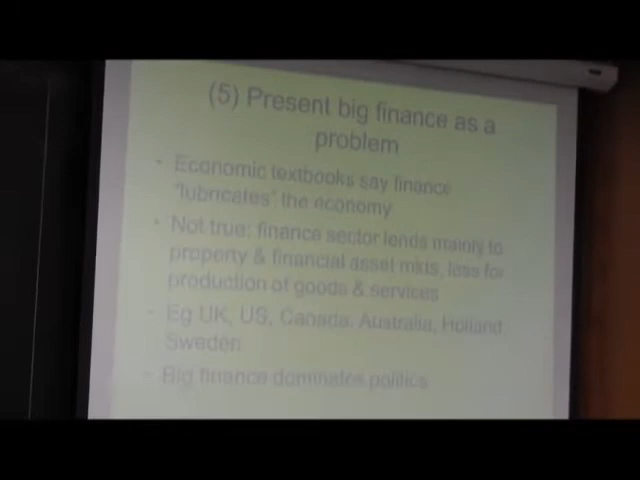 (5) Present big finance as a
problem
• Economic textbooks say finance
"lubricates" the economy
• Not true: finance sector lends mainly to
property & financial asset mkts, less for
production of goods & services
• Eg UK, US, Canada, Australia, Holland
Sweden
• Big finance dominates politics